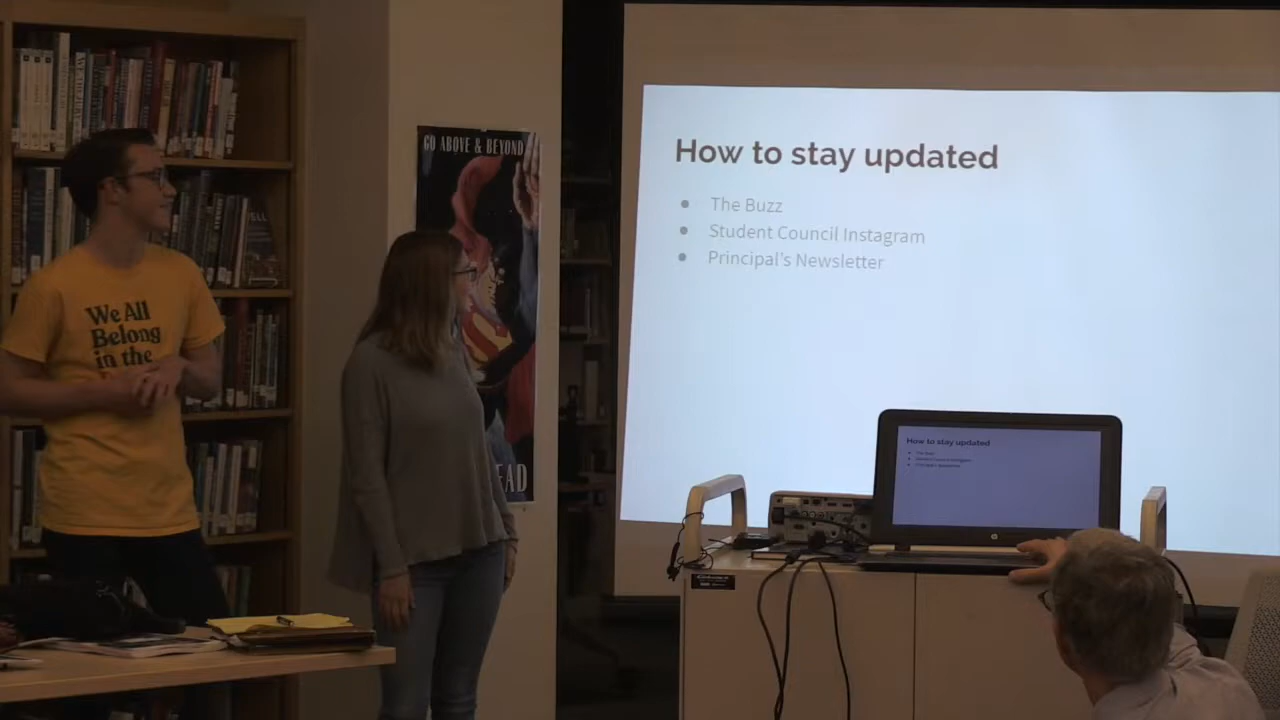 GO ABOVE & BEYOND
How to stay updated
The Buzz
Student Council Instagram
Principal's Newsletter
We All
Belong
in the
EAD
How to stay updated
hp